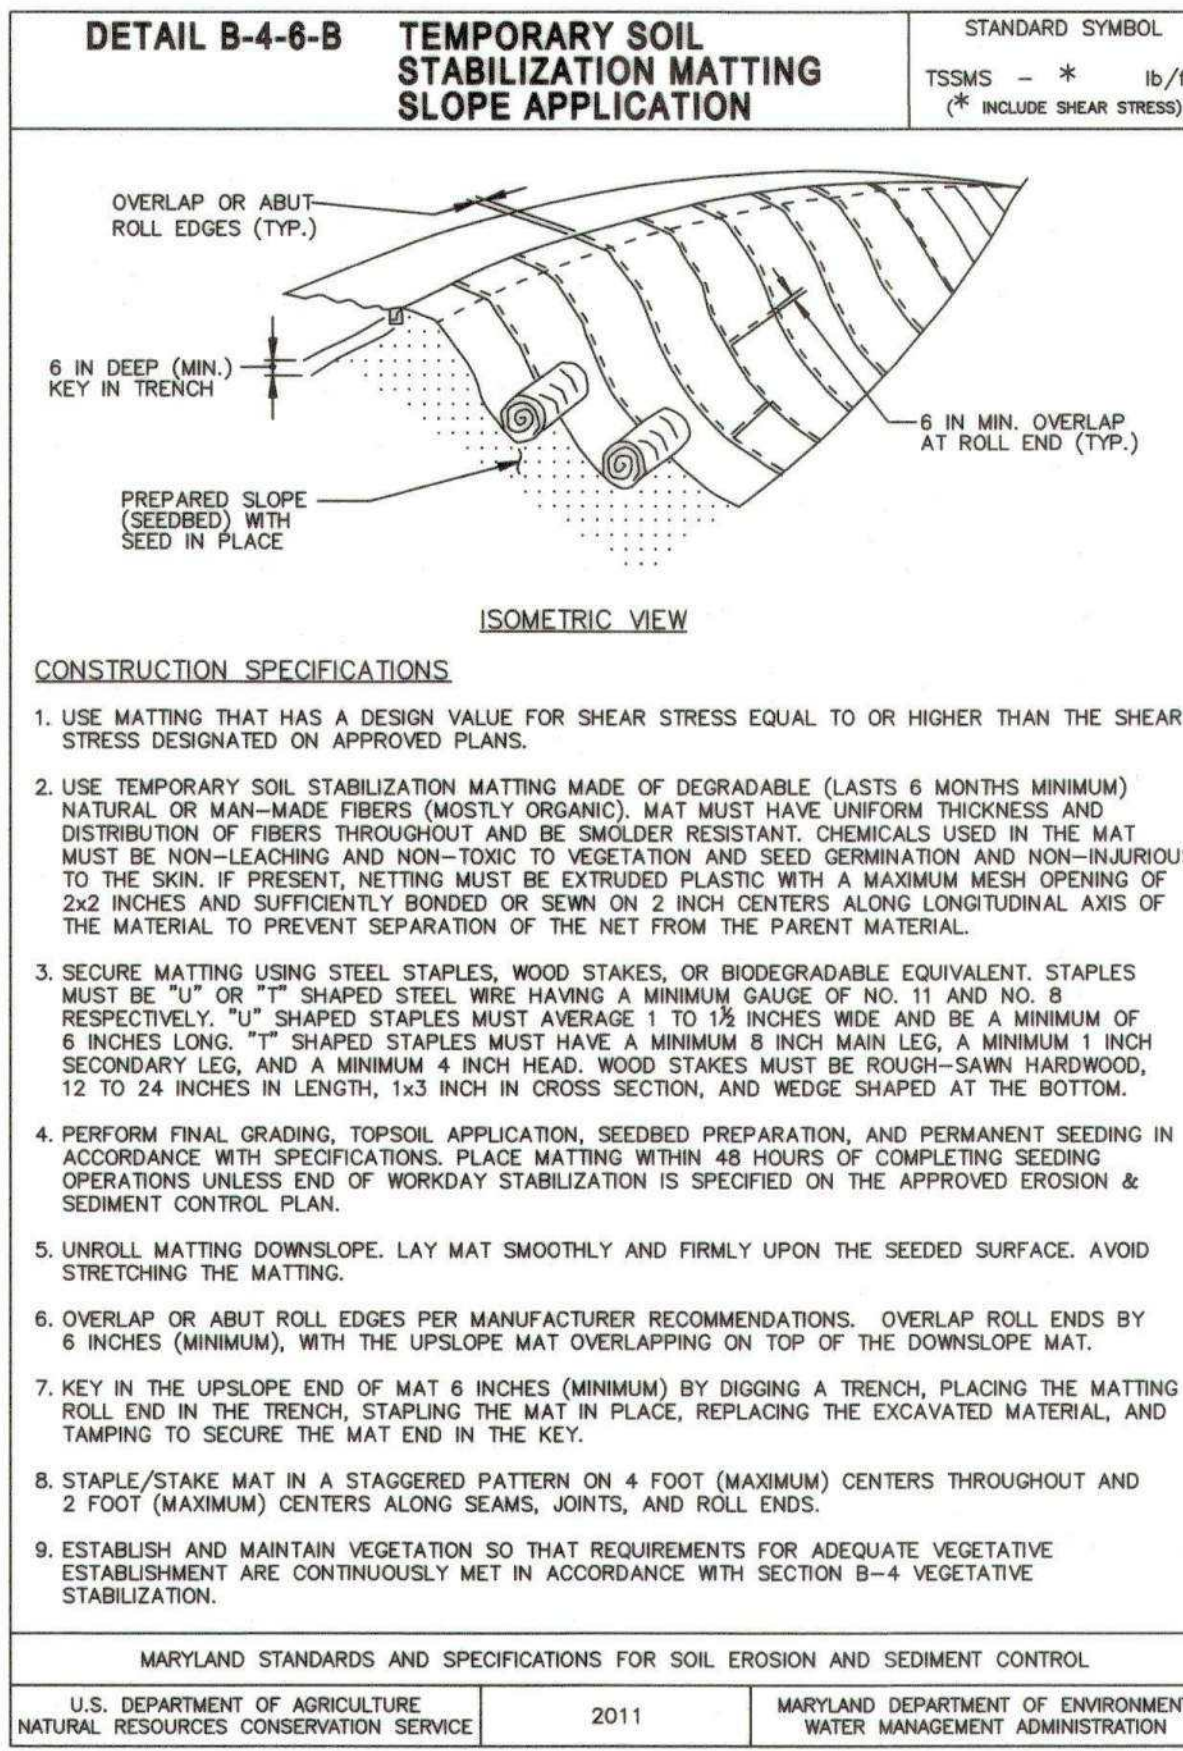 DETAIL B-4-6-B
TEMPORARY SOIL
STABILIZATION MATTING
SLOPE APPLICATION
STANDARD SYMBOL
TSSMS - *
(* INCLUDE SHEAR STRESS)
OVERLAP OR ABUT
ROLL EDGES (TYP.)
6 IN DEEP (MIN.)
KEY IN TRENCH
6 IN MIN. OVERLAP
AT ROLL END (TYP.)
PREPARED SLOPE
(SEEDBED) WITH
SEED IN PLACE
ISOMETRIC VIEW
CONSTRUCTION SPECIFICATIONS
1. USE MATTING THAT HAS A DESIGN VALUE FOR SHEAR STRESS EQUAL TO OR HIGHER THAN THE SHEAR
STRESS DESIGNATED ON APPROVED PLANS.
2. USE TEMPORARY SOIL STABILIZATION MATTING MADE OF DEGRADABLE (LASTS 6 MONTHS MINIMUM)
NATURAL OR MAN-MADE FIBERS (MOSTLY ORGANIC). MAT MUST HAVE UNIFORM THICKNESS AND
DISTRIBUTION OF FIBERS THROUGHOUT AND BE SMOLDER RESISTANT. CHEMICALS USED IN THE MAT
MUST BE NON-LEACHING AND NON-TOXIC TO VEGETATION AND SEED GERMINATION AND NON-INJURIOUS
TO THE SKIN. IF PRESENT, NETTING MUST BE EXTRUDED PLASTIC WITH A MAXIMUM MESH OPENING OF
2x2 INCHES AND SUFFICIENTLY BONDED OR SEWN ON 2 INCH CENTERS ALONG LONGITUDINAL AXIS OF
THE MATERIAL TO PREVENT SEPARATION OF THE NET FROM THE PARENT MATERIAL.
3. SECURE MATTING USING STEEL STAPLES, WOOD STAKES, OR BIODEGRADABLE EQUIVALENT. STAPLES
MUST BE "U" OR "T" SHAPED STEEL WIRE HAVING A MINIMUM GAUGE OF NO. 11 AND NO. 8
RESPECTIVELY. "U" SHAPED STAPLES MUST AVERAGE 1 TO 1½ INCHES WIDE AND BE A MINIMUM OF
6 INCHES LONG. "T" SHAPED STAPLES MUST HAVE A MINIMUM 8 INCH MAIN LEG, A MINIMUM 1 INCH
SECONDARY LEG, AND A MINIMUM 4 INCH HEAD. WOOD STAKES MUST BE ROUGH-SAWN HARDWOOD,
12 TO 24 INCHES IN LENGTH, 1x3 INCH IN CROSS SECTION, AND WEDGE SHAPED AT THE BOTTOM.
4. PERFORM FINAL GRADING, TOPSOIL APPLICATION, SEEDBED PREPARATION, AND PERMANENT SEEDING IN
ACCORDANCE WITH SPECIFICATIONS. PLACE MATTING WITHIN 48 HOURS OF COMPLETING SEEDING
OPERATIONS UNLESS END OF WORKDAY STABILIZATION IS SPECIFIED ON THE APPROVED EROSION &
SEDIMENT CONTROL PLAN.
5. UNROLL MATTING DOWNSLOPE. LAY MAT SMOOTHLY AND FIRMLY UPON THE SEEDED SURFACE. AVOID
STRETCHING THE MATTING.
6. OVERLAP OR ABUT ROLL EDGES PER MANUFACTURER RECOMMENDATIONS. OVERLAP ROLL ENDS BY
6 INCHES (MINIMUM), WITH THE UPSLOPE MAT OVERLAPPING ON TOP OF THE DOWNSLOPE MAT.
7. KEY IN THE UPSLOPE END OF MAT 6 INCHES (MINIMUM) BY DIGGING A TRENCH, PLACING THE MATTING
ROLL END IN THE TRENCH, STAPLING THE MAT IN PLACE, REPLACING THE EXCAVATED MATERIAL, AND
TAMPING TO SECURE THE MAT END IN THE KEY.
8. STAPLE/STAKE MAT IN A STAGGERED PATTERN ON 4 FOOT (MAXIMUM) CENTERS THROUGHOUT AND
2 FOOT (MAXIMUM) CENTERS ALONG SEAMS, JOINTS, AND ROLL ENDS.
9. ESTABLISH AND MAINTAIN VEGETATION SO THAT REQUIREMENTS FOR ADEQUATE VEGETATIVE
ESTABLISHMENT ARE CONTINUOUSLY MET IN ACCORDANCE WITH SECTION B-4 VEGETATIVE
STABILIZATION.
MARYLAND STANDARDS AND SPECIFICATIONS FOR SOIL EROSION AND SEDIMENT CONTROL
U.S. DEPARTMENT OF AGRICULTURE
NATURAL RESOURCES CONSERVATION SERVICE
2011
MARYLAND DEPARTMENT OF ENVIRONMENT
WATER MANAGEMENT ADMINISTRATION